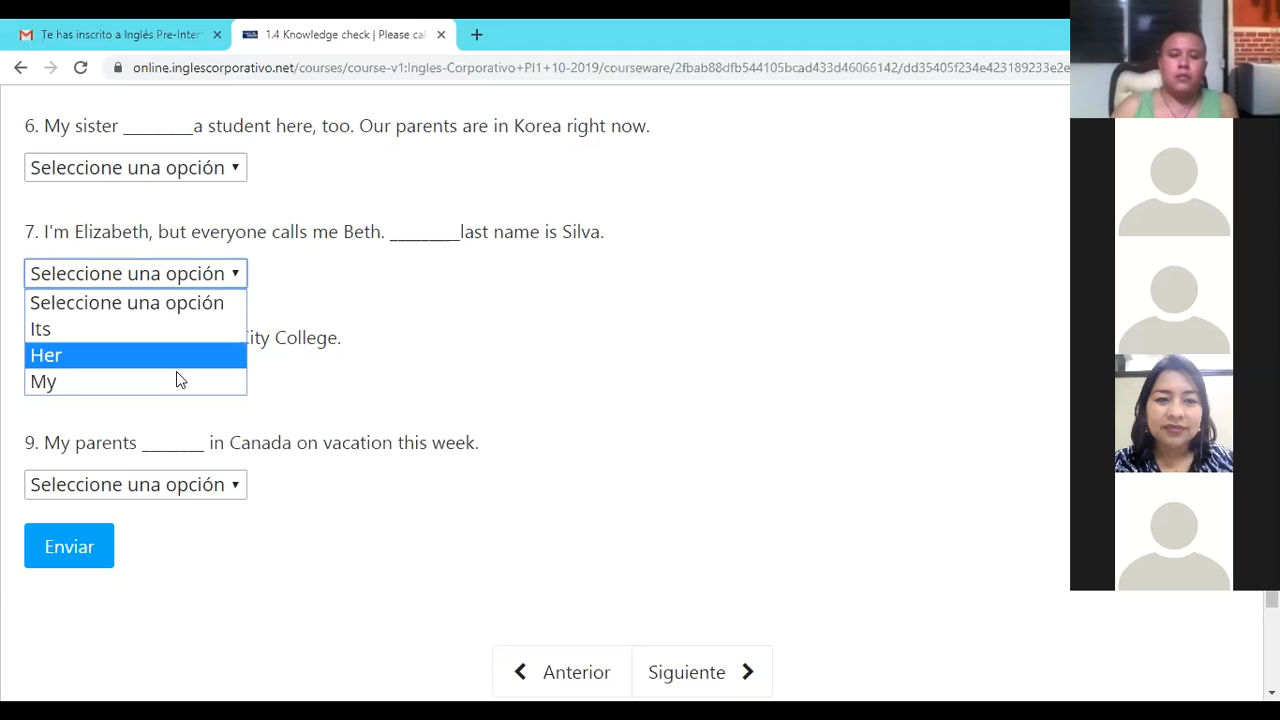 Te has inscrito a Inglés Pre-Inter
1.4 Knowledge check | Please cal
online.inglescorporativo.net/courses/course-v1:Ingles-Corporativo+PI1+10-2019/courseware/2fbab88dfb544105bcad433d46066142/dd35405f234e423189233e2e
6. My sister _________a student here, too. Our parents are in Korea right now.
Seleccione una opción
7. I'm Elizabeth, but everyone calls me Beth. _________last name is Silva.
Seleccione una opción
Seleccione una opción
Its
City College.
Her
My
9. My parents ________ in Canada on vacation this week.
Seleccione una opción
Enviar
Anterior
Siguiente